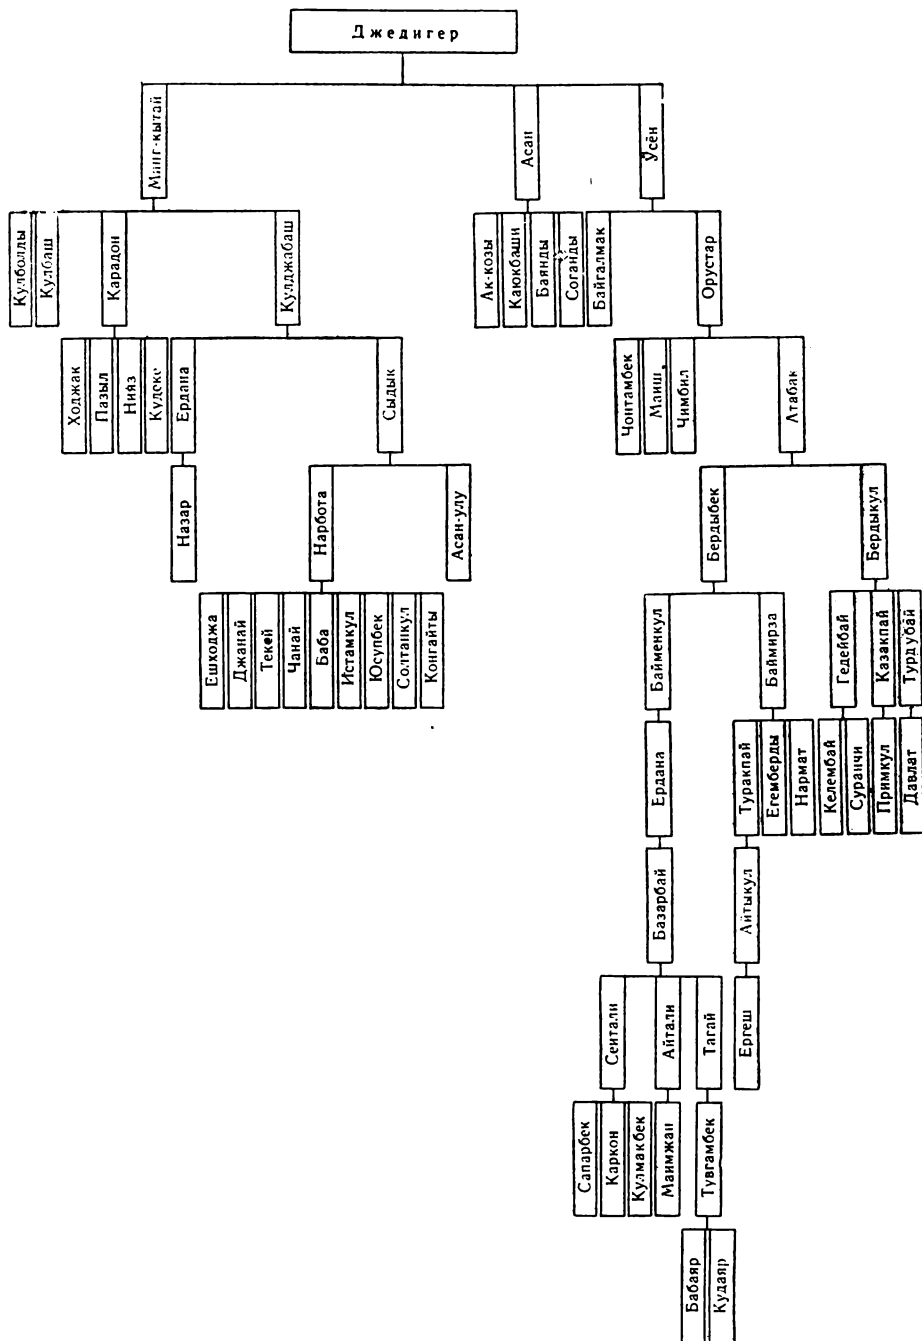 Джедигер
Манг-кытай
Асан
Усён
Кулболды
Кулбаш
Карадон
Кулджабаш
Ак-козы
Каюкбаши
Баянды
Соганды
Байгалмак
Орустар
Ходжак
Пазыл
Нияз
Кудеке
Ердана
Сыдык
Чонтамбек
Маиш
Чимбил
Атабак
Назар
Нарбота
Асан-улу
Бердыбек
Бердыкул
Ешходжа
Джанай
Текей
Чанай
Баба
Истамкул
Юсупбек
Солтанкул
Конгайты
Байменкул
Баймирза
Гедейбай
Казакпай
Турдубай
Ердана
Туракпай
Егемберды
Нармат
Келембай
Суранчи
Примкул
Давлат
Базарбай
Айтыкул
Сеитали
Айтали
Тагай
Ергеш
Сапарбек
Каркон
Кулмакбек
Маимжан
Тувгамбек
Бабаяр
Кудаяр